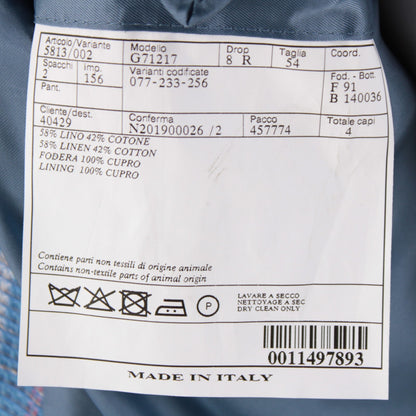 Articolo/Variante Modello Drop Taglia Coord.
5813/002 G71217 8 R 54
Spacchi Imp. Varianti codificate Fod. - Bott.
2 156 077-233-256 F 91
Pant. B 140036
Cliente/dest. Conferma Pacco Totale capi
40429 N201900026 /2 457774 4
58% LINO 42% COTONE
58% LINEN 42% COTTON
FODERA 100% CUPRO
LINING 100% CUPRO
Contiene parti non tessili di origine animale
Contains non-textile parts of animal origin
P
LAVARE A SECCO
NETTOYAGE A SEC
DRY CLEAN ONLY
0011497893
MADE IN ITALY